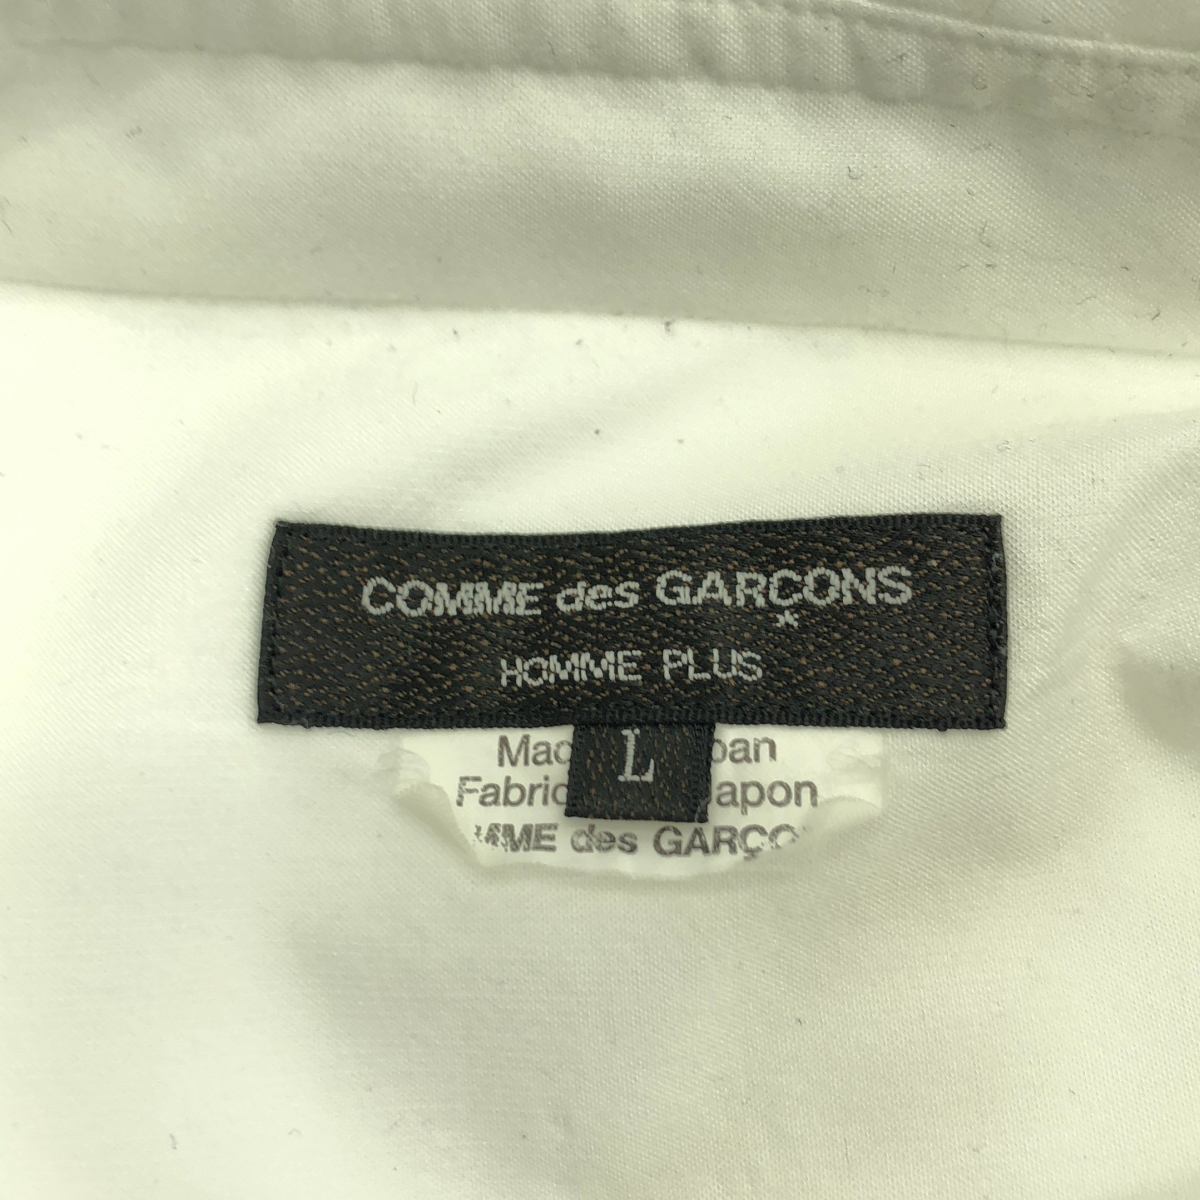 COMME des GARÇONS
HOMME PLUS
L
Mac pan
Fabric apon
MME des GARÇO